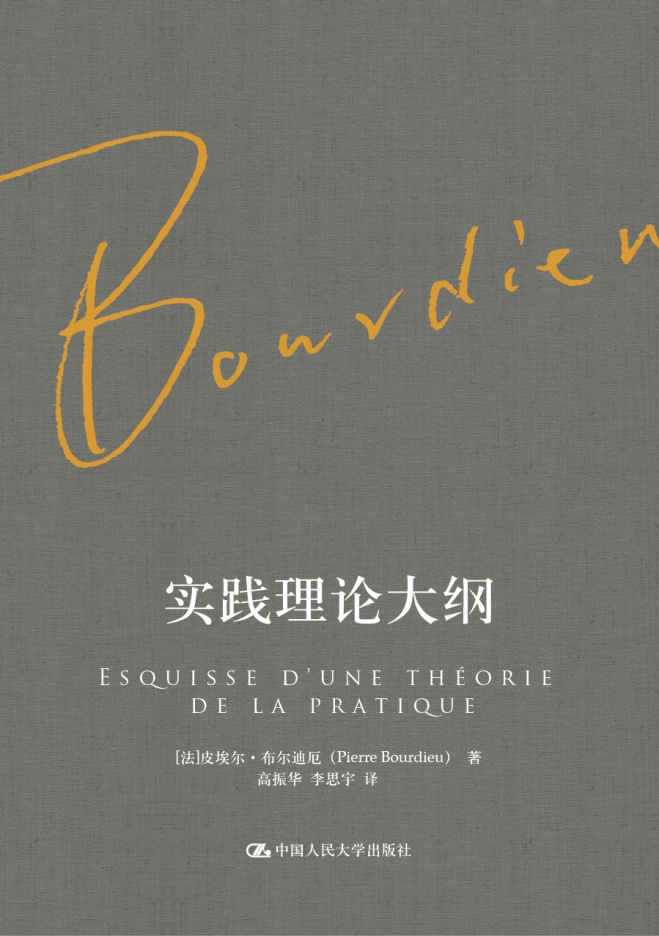 Bourdieu
实践理论大纲
ESQUISSE D'UNE THÉORIE
DE LA PRATIQUE
[法]皮埃尔·布尔迪厄（Pierre Bourdieu） 著
高振华 李思宇 译
中国人民大学出版社